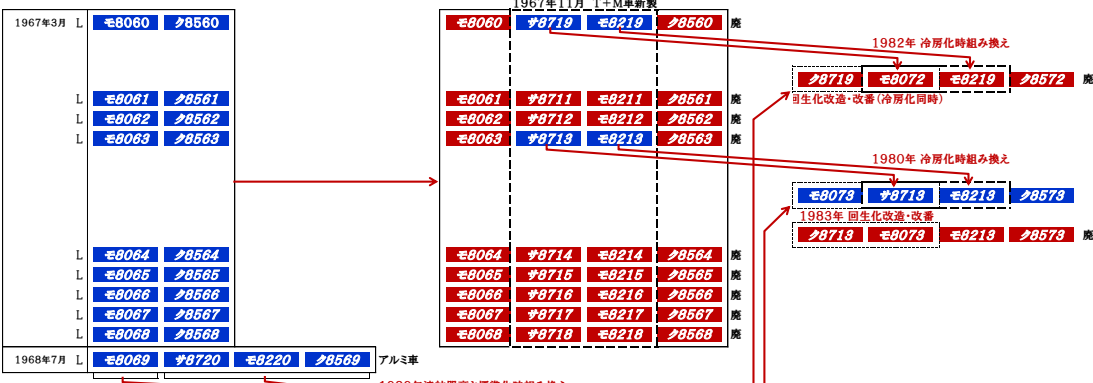 1967年11月 T+M車新製
1967年3月 L モ8060 ク8560 モ8060 サ8719 モ8219 ク8560 廃
1982年 冷房化時組み換え
ク8719 モ8072 モ8219 ク8572 廃
回生化改造・改番(冷房化同時)
L モ8061 ク8561 モ8061 サ8711 モ8211 ク8561 廃
L モ8062 ク8562 モ8062 サ8712 モ8212 ク8562 廃
L モ8063 ク8563 モ8063 サ8713 モ8213 ク8563 廃
1980年 冷房化時組み換え
モ8073 サ8713 モ8213 ク8573
1983年 回生化改造・改番
ク8713 モ8073 モ8213 ク8573 廃
L モ8064 ク8564 モ8064 サ8714 モ8214 ク8564 廃
L モ8065 ク8565 モ8065 サ8715 モ8215 ク8565 廃
L モ8066 ク8566 モ8066 サ8716 モ8216 ク8566 廃
L モ8067 ク8567 モ8067 サ8717 モ8217 ク8567 廃
L モ8068 ク8568 モ8068 サ8718 モ8218 ク8568 廃
1968年7月 L モ8069 サ8720 モ8220 ク8569 アルミ車